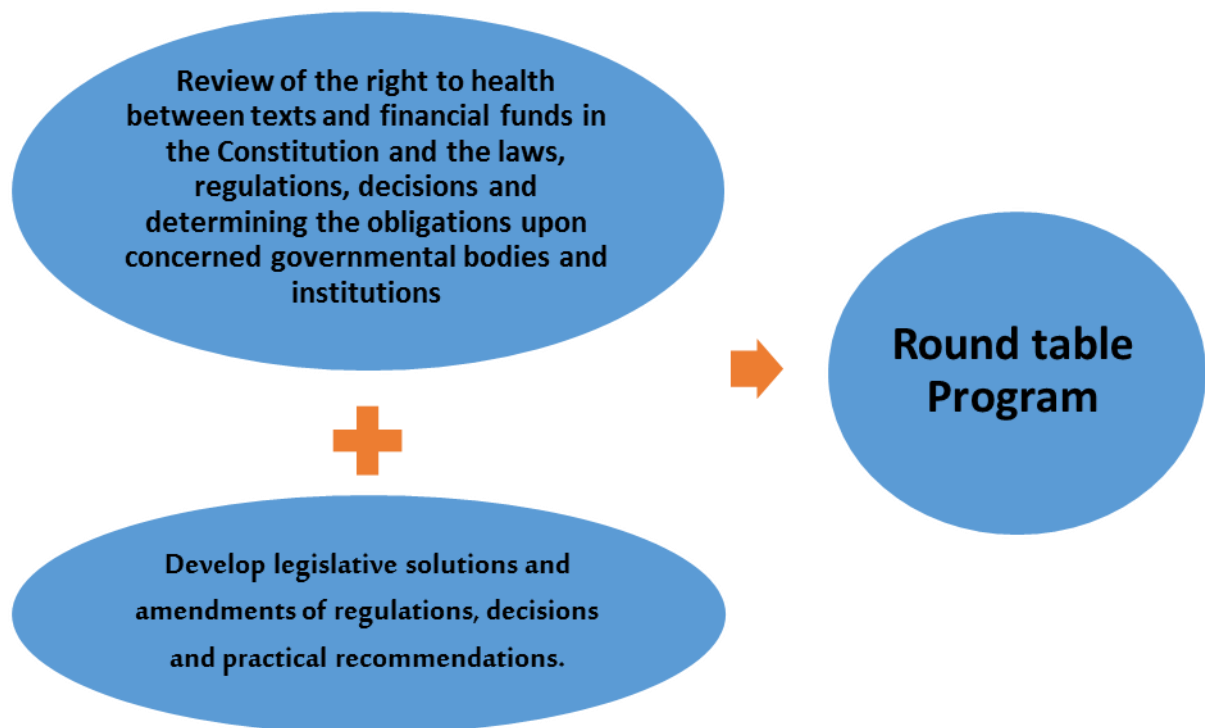 Review of the right to health
between texts and financial funds in
the Constitution and the laws,
regulations, decisions and
determining the obligations upon
concerned governmental bodies and
institutions
Develop legislative solutions and
amendments of regulations, decisions
and practical recommendations.
Round table
Program